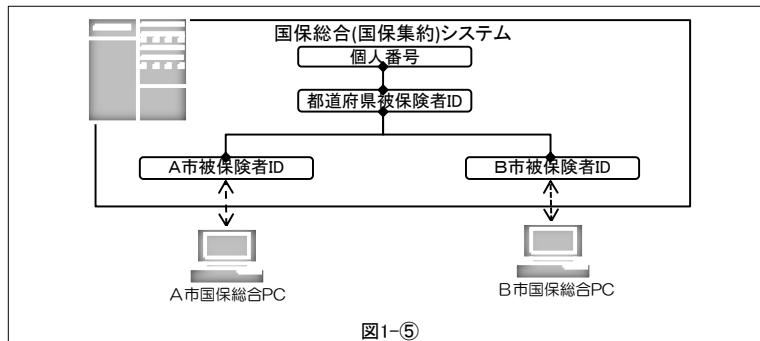 国保総合(国保集約)システム
個人番号
都道府県被保険者ID
A市被保険者ID
B市被保険者ID
A市国保総合PC
B市国保総合PC
図1-⑤